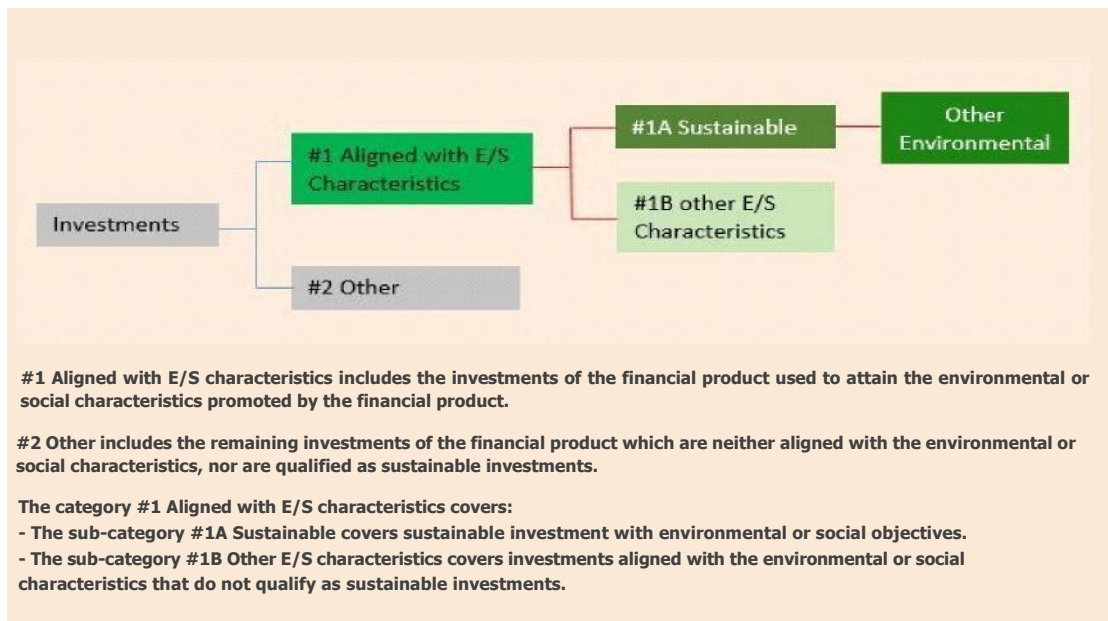 Other
Environmental
#1A Sustainable
#1 Aligned with E/S
Characteristics
#1B other E/S
Characteristics
Investments
#2 Other
#1 Aligned with E/S characteristics includes the investments of the financial product used to attain the environmental or
social characteristics promoted by the financial product.
#2 Other includes the remaining investments of the financial product which are neither aligned with the environmental or
social characteristics, nor are qualified as sustainable investments.
The category #1 Aligned with E/S characteristics covers:
- The sub-category #1A Sustainable covers sustainable investment with environmental or social objectives.
- The sub-category #1B Other E/S characteristics covers investments aligned with the environmental or social
characteristics that do not qualify as sustainable investments.